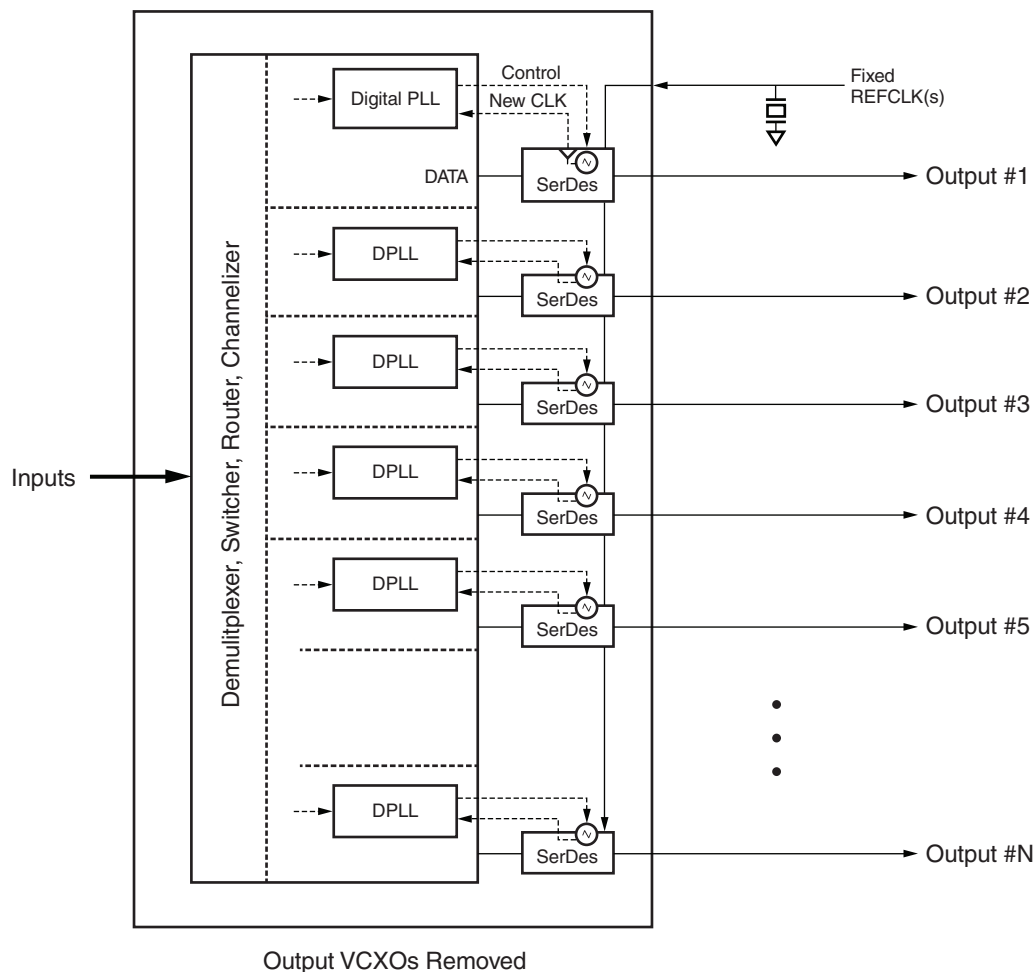 Control
Digital PLL
New CLK
Fixed
REFCLK(s)
DATA
SerDes
Output #1
DPLL
SerDes
Output #2
DPLL
SerDes
Output #3
DPLL
SerDes
Output #4
DPLL
SerDes
Output #5
DPLL
SerDes
Output #N
Inputs
Demulitplexer, Switcher, Router, Channelizer
Output VCXOs Removed